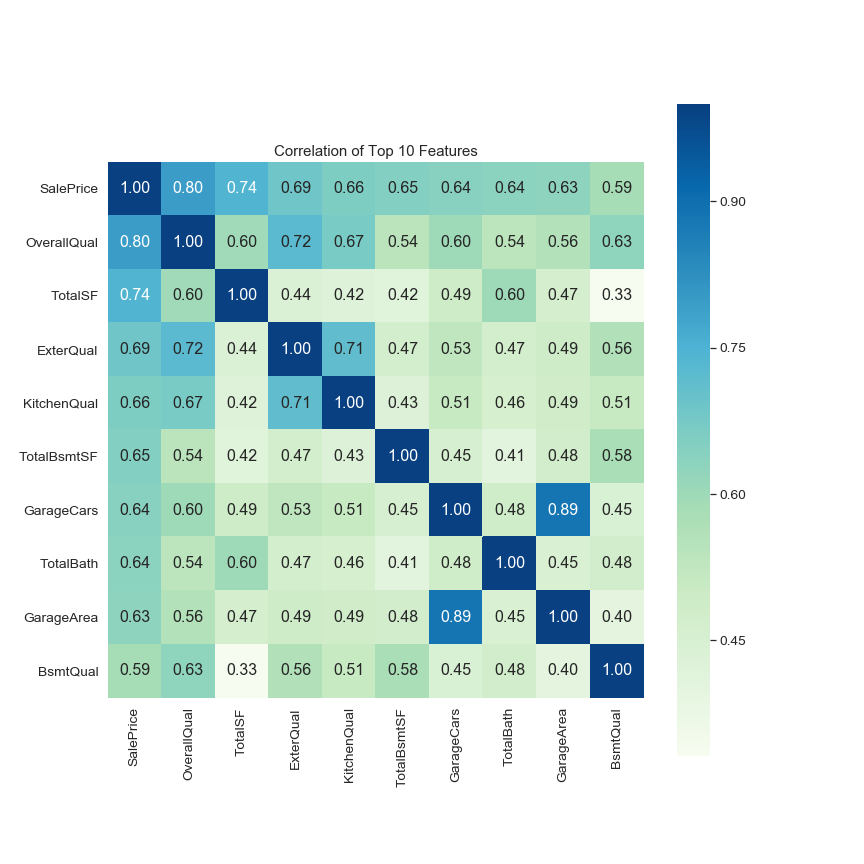 Correlation of Top 10 Features
SalePrice 1.00 0.80 0.74 0.69 0.66 0.65 0.64 0.64 0.63 0.59
OverallQual 0.80 1.00 0.60 0.72 0.67 0.54 0.60 0.54 0.56 0.63
TotalSF 0.74 0.60 1.00 0.44 0.42 0.42 0.49 0.60 0.47 0.33
ExterQual 0.69 0.72 0.44 1.00 0.71 0.47 0.53 0.47 0.49 0.56
KitchenQual 0.66 0.67 0.42 0.71 1.00 0.43 0.51 0.46 0.49 0.51
TotalBsmtSF 0.65 0.54 0.42 0.47 0.43 1.00 0.45 0.41 0.48 0.58
GarageCars 0.64 0.60 0.49 0.53 0.51 0.45 1.00 0.48 0.89 0.45
TotalBath 0.64 0.54 0.60 0.47 0.46 0.41 0.48 1.00 0.45 0.48
GarageArea 0.63 0.56 0.47 0.49 0.49 0.48 0.89 0.45 1.00 0.40
BsmtQual 0.59 0.63 0.33 0.56 0.51 0.58 0.45 0.48 0.40 1.00
SalePrice
OverallQual
TotalSF
ExterQual
KitchenQual
TotalBsmtSF
GarageCars
TotalBath
GarageArea
BsmtQual
0.90
0.75
0.60
0.45